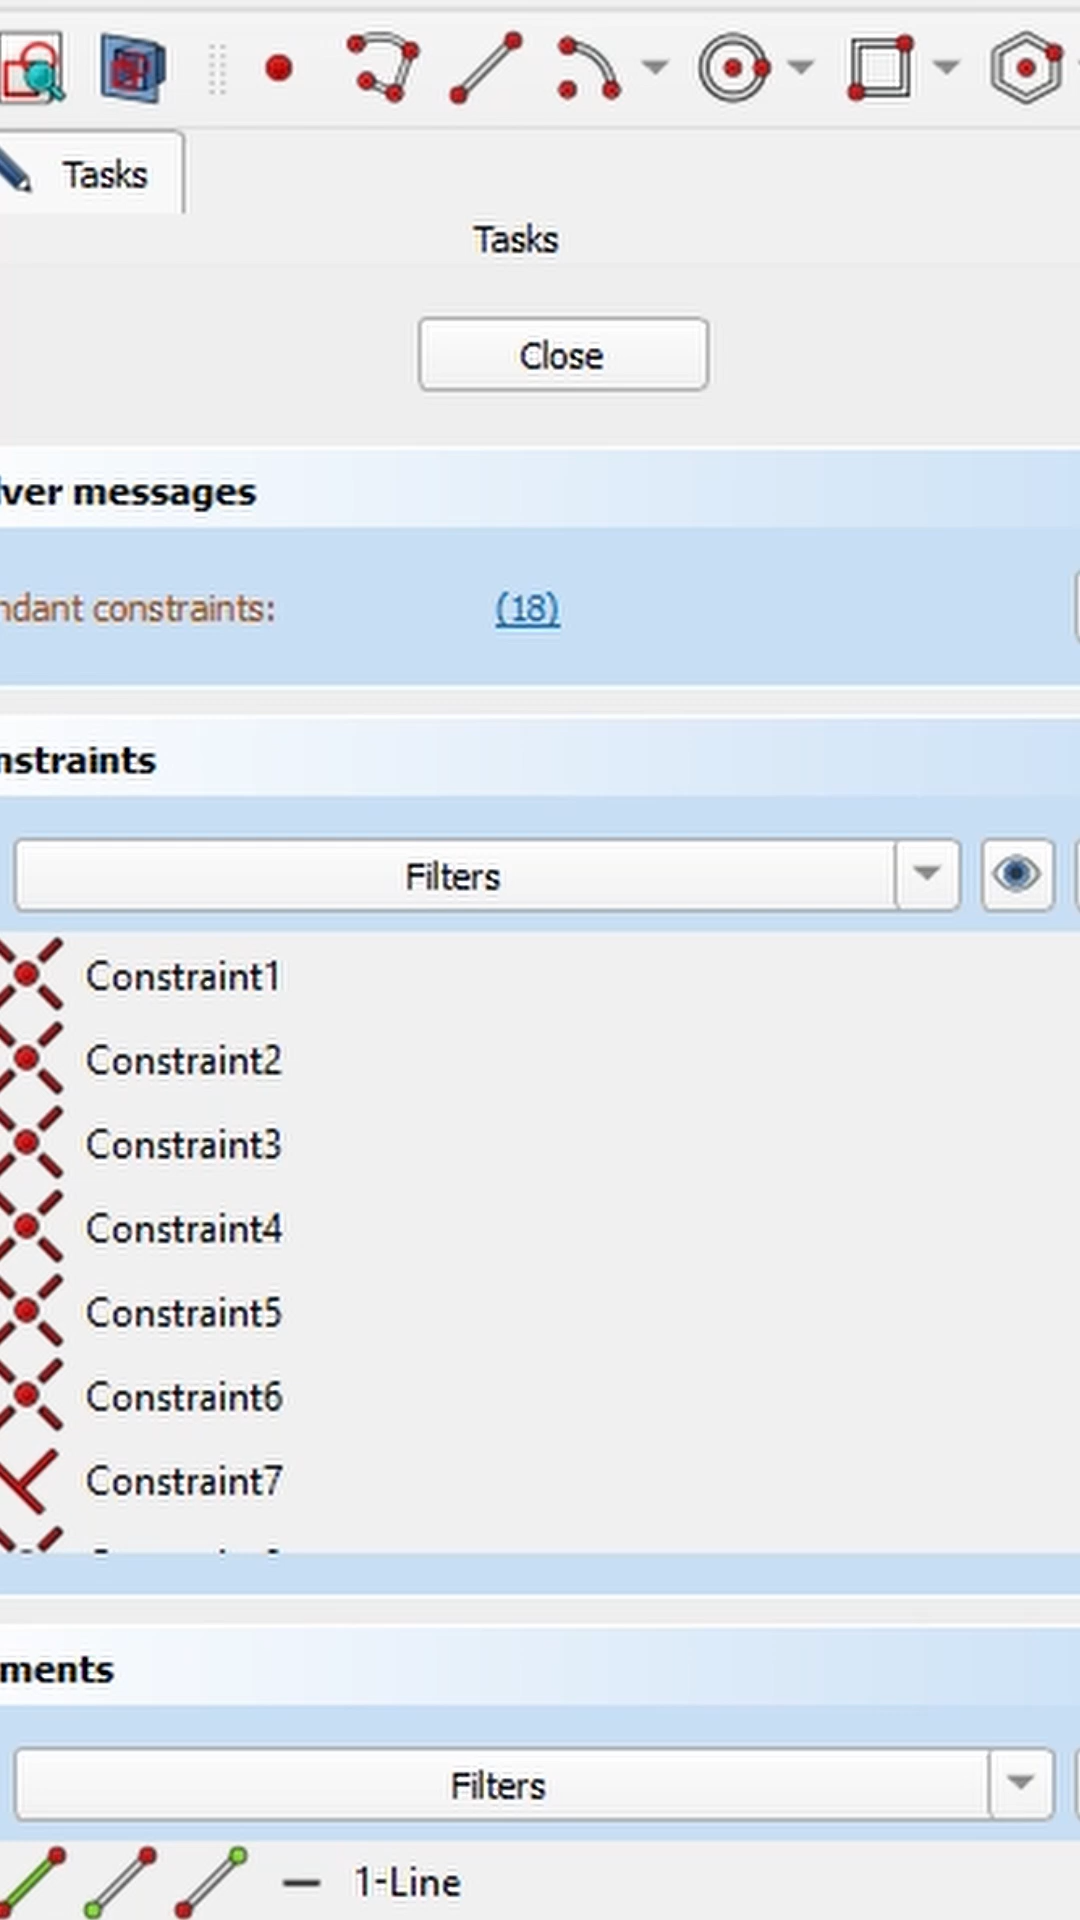 Tasks
Tasks
Close
lver messages
ndant constraints:
(18)
nstraints
Filters
Constraint1
Constraint2
Constraint3
Constraint4
Constraint5
Constraint6
Constraint7
ments
Filters
1-Line